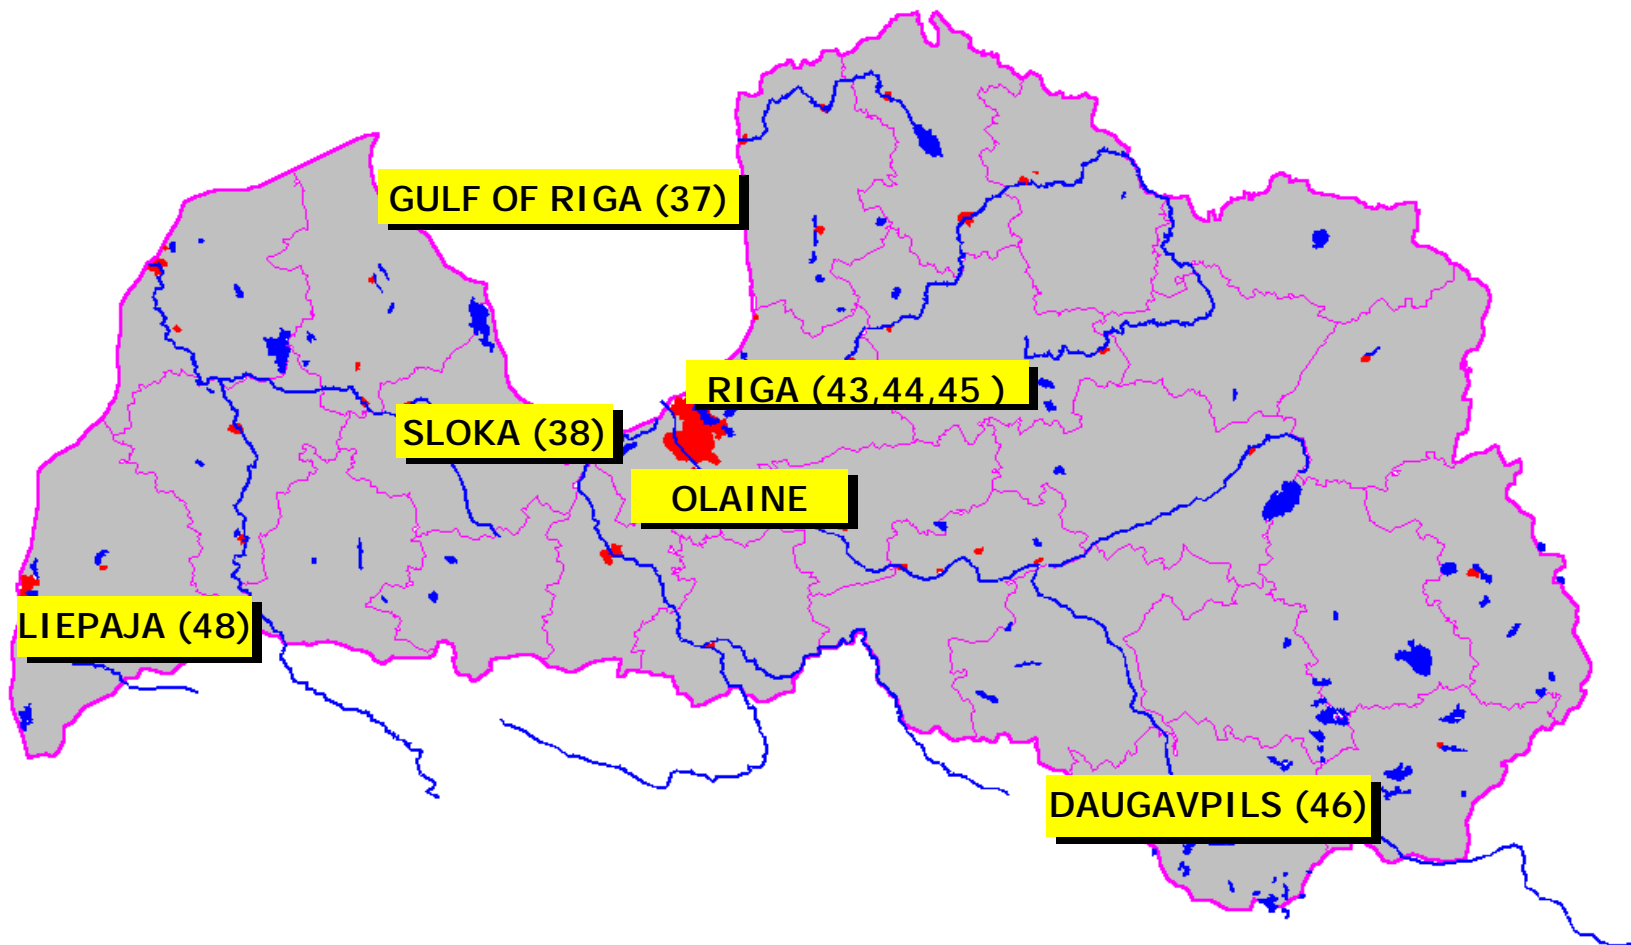 GULF OF RIGA (37)
RIGA (43,44,45 )
SLOKA (38)
OLAINE
LIEPAJA (48)
DAUGAVPILS (46)